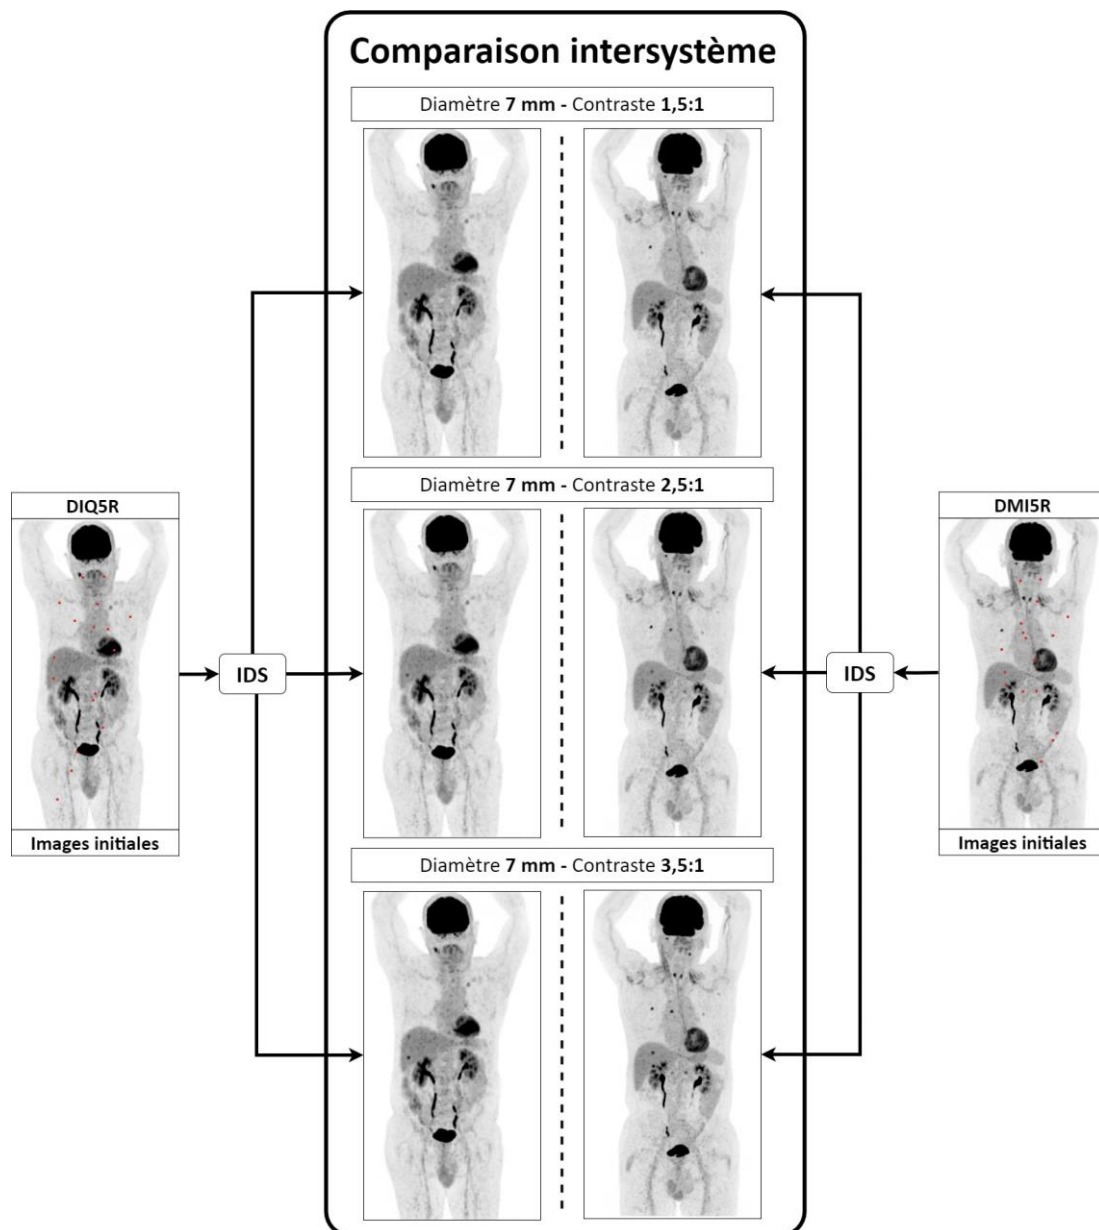 Comparaison intersystème
Diamètre 7 mm - Contraste 1,5:1
Diamètre 7 mm - Contraste 2,5:1
DIQ5R
IDS
Images initiales
DMI5R
IDS
Images initiales
Diamètre 7 mm - Contraste 3,5:1